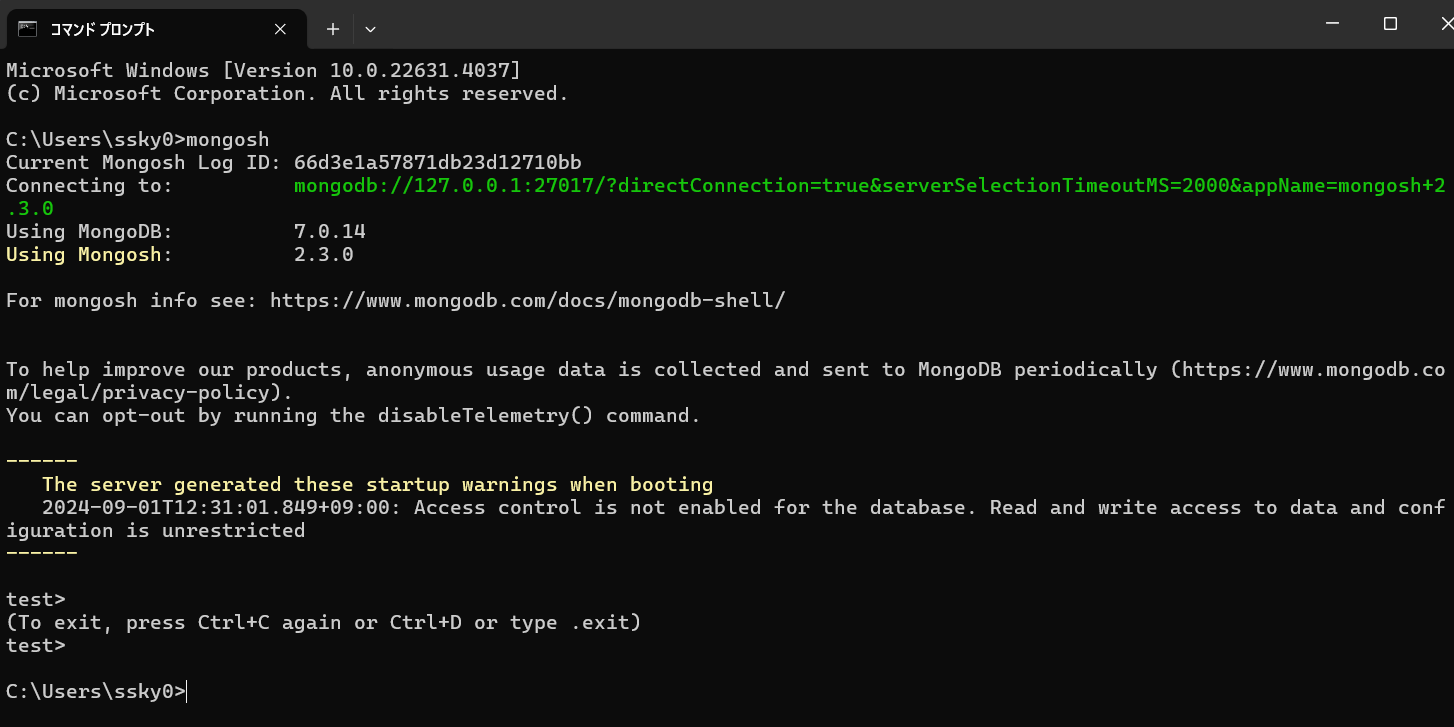 コマンド プロンプト
Microsoft Windows [Version 10.0.22631.4037]
(c) Microsoft Corporation. All rights reserved.
C:\Users\ssky0>mongosh
Current Mongosh Log ID: 66d3e1a57871db23d12710bb
Connecting to:          mongodb://127.0.0.1:27017/?directConnection=true&serverSelectionTimeoutMS=2000&appName=mongosh+2
.3.0
Using MongoDB:          7.0.14
Using Mongosh:          2.3.0
For mongosh info see: https://www.mongodb.com/docs/mongodb-shell/
To help improve our products, anonymous usage data is collected and sent to MongoDB periodically (https://www.mongodb.co
m/legal/privacy-policy).
You can opt-out by running the disableTelemetry() command.
------
The server generated these startup warnings when booting
2024-09-01T12:31:01.849+09:00: Access control is not enabled for the database. Read and write access to data and conf
iguration is unrestricted
------
test>
(To exit, press Ctrl+C again or Ctrl+D or type .exit)
test>
C:\Users\ssky0>